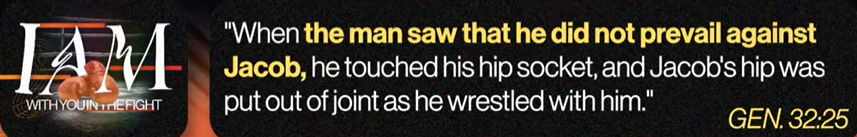 I AM
WITH YOU IN THE FIGHT
"When the man saw that he did not prevail against
Jacob, he touched his hip socket, and Jacob's hip was
put out of joint as he wrestled with him."
GEN. 32:25